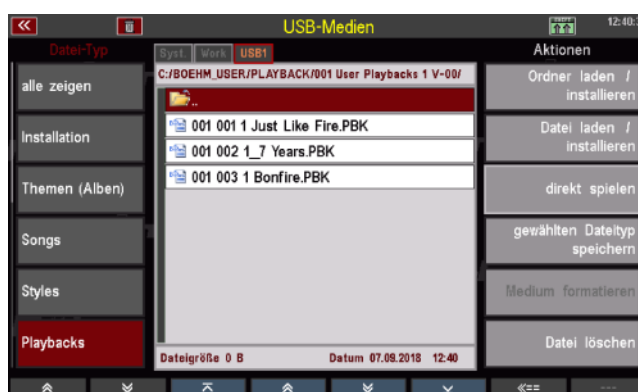 USB-Medien
12:40:
Datei-Typ
Syst. Work USB1
Aktionen
C:/BOEHM_USER/PLAYBACK/001 User Playbacks 1 V-00/
alle zeigen
Installation
Themen (Alben)
Songs
Styles
Playbacks
..
001 001 1 Just Like Fire.PBK
001 002 1_7 Years.PBK
001 003 1 Bonfire.PBK
Dateigröße 0 B Datum 07.09.2018 12:40
Ordner laden /
installieren
Datei laden /
installieren
direkt spielen
gewählten Dateityp
speichern
Medium formatieren
Datei löschen
«==
---